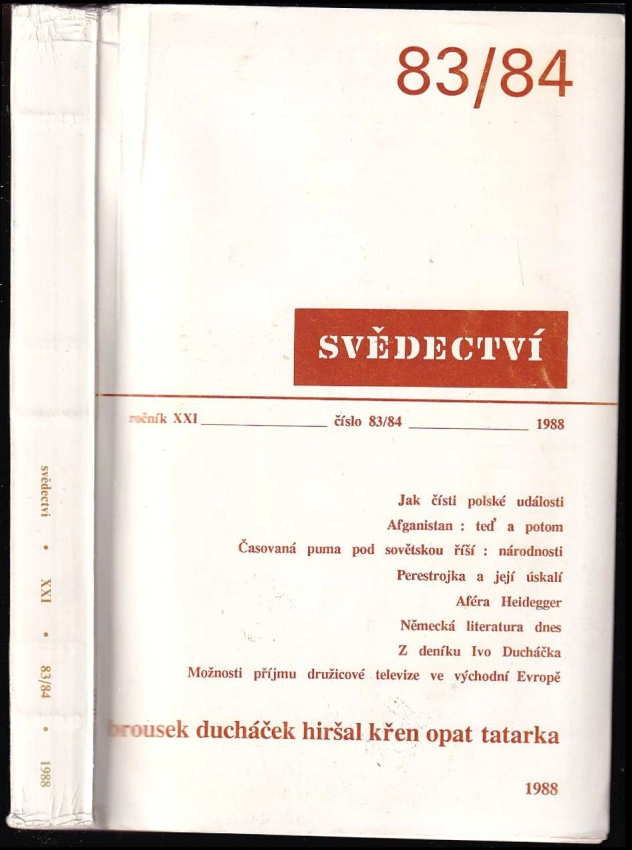 83/84
SVĚDECTVÍ
ročník XXI číslo 83/84 1988
Jak čísti polské události
Afganistan : teď a potom
Časovaná puma pod sovětskou říší : národnosti
Perestrojka a její úskalí
Aféra Heidegger
Německá literatura dnes
Z deníku Ivo Ducháčka
Možnosti příjmu družicové televize ve východní Evropě
brousek ducháček hiršal křen opat tatarka
1988
svědectví • XXI • 83/84 • 1988